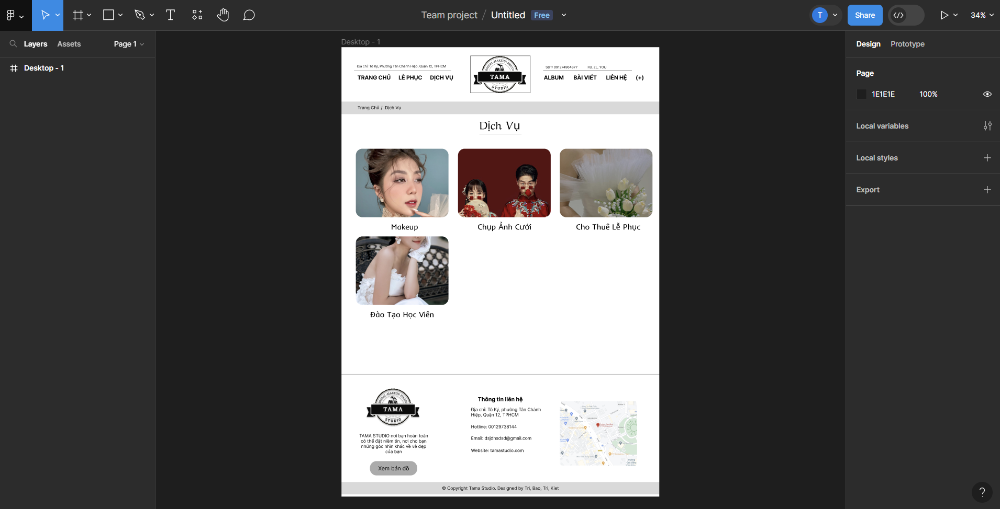 Team project / Untitled Free
T
Share
34%
Layers Assets Page 1
Desktop - 1
Desktop - 1
Địa chỉ: Tô Ký, Phường Tân Chánh Hiệp, Quận 12, TPHCM
TRANG CHỦ LỄ PHỤC DỊCH VỤ
BRIDAL-MAKEUP-PHOTO
TAMA
STUDIO
SDT: 091274964877 FB, ZL, YOU
ALBUM BÀI VIẾT LIÊN HỆ (+)
Trang Chủ / Dịch Vụ
Dịch Vụ
Makeup
Chụp Ảnh Cưới
Cho Thuê Lễ Phục
Đào Tạo Học Viên
BRIDAL-MAKEUP-PHOTO
TAMA
STUDIO
TAMA STUDIO nơi bạn hoàn toàn
có thể đặt niềm tin, nơi cho bạn
những góc nhìn khác về vẻ đẹp
của bạn
Xem bản đồ
Thông tin liên hệ
Địa chỉ: Tô Ký, phường Tân Chánh
Hiệp, Quận 12, TPHCM
Hotline: 00129738144
Email: dsjdhsdsd@gmail.com
Website: tamastudio.com
© Copyright Tama Studio. Designed by Tri, Bao, Tri, Kiet
Design Prototype
Page
1E1E1E 100%
Local variables
Local styles
Export
?